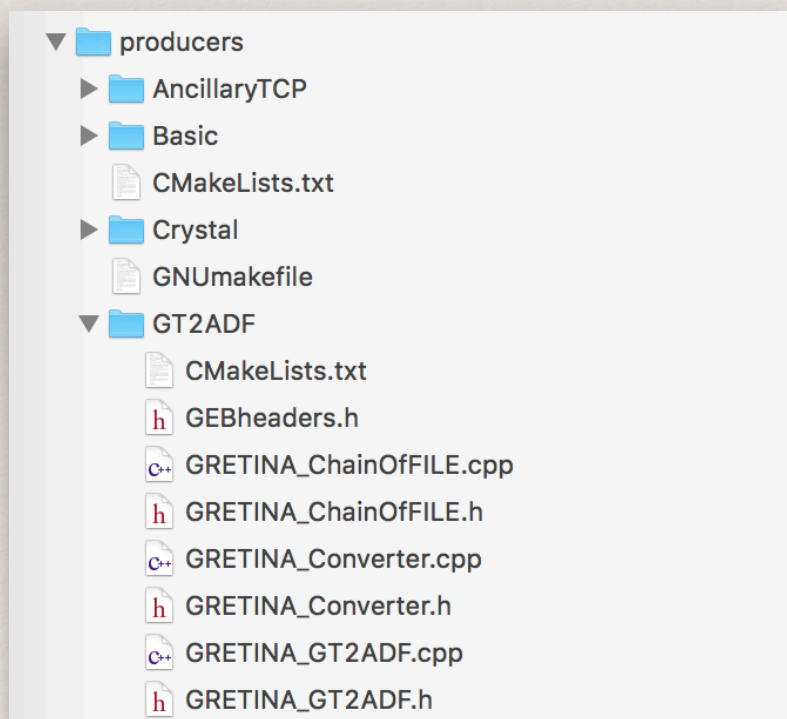 producers
AncillaryTCP
Basic
CMakeLists.txt
Crystal
GNUmakefile
GT2ADF
CMakeLists.txt
h GEBheaders.h
C++ GRETINA_ChainOfFILE.cpp
h GRETINA_ChainOfFILE.h
C++ GRETINA_Converter.cpp
h GRETINA_Converter.h
C++ GRETINA_GT2ADF.cpp
h GRETINA_GT2ADF.h